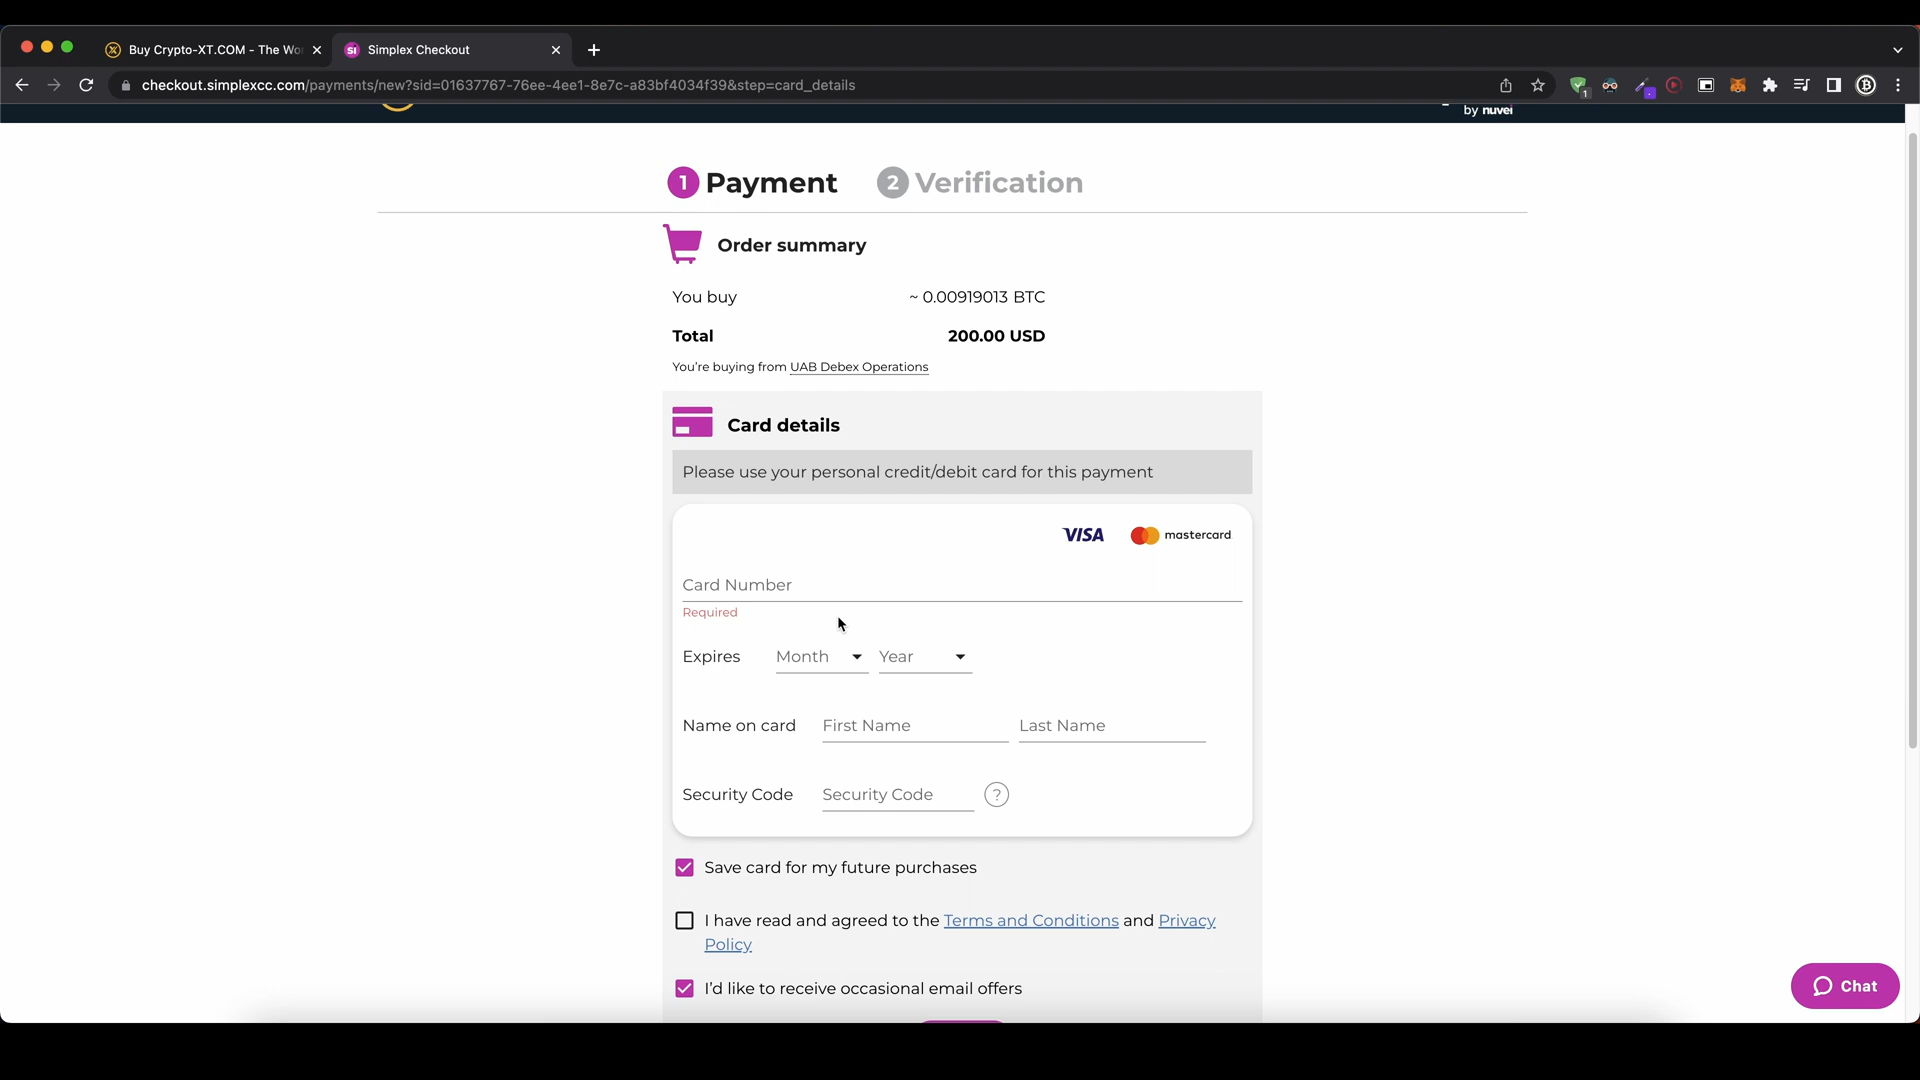 Buy Crypto-XT.COM - The Wo
SI Simplex Checkout
checkout.simplexcc.com/payments/new?sid=01637767-76ee-4ee1-8e7c-a83bf4034f39&step=card_details
1
by nuvei
1 Payment 2 Verification
Order summary
You buy ~ 0.00919013 BTC
Total 200.00 USD
You're buying from UAB Debex Operations
Card details
Please use your personal credit/debit card for this payment
VISA mastercard
Card Number
Required
Expires Month Year
Name on card First Name Last Name
Security Code Security Code ?
Save card for my future purchases
I have read and agreed to the Terms and Conditions and Privacy
Policy
I'd like to receive occasional email offers
Chat